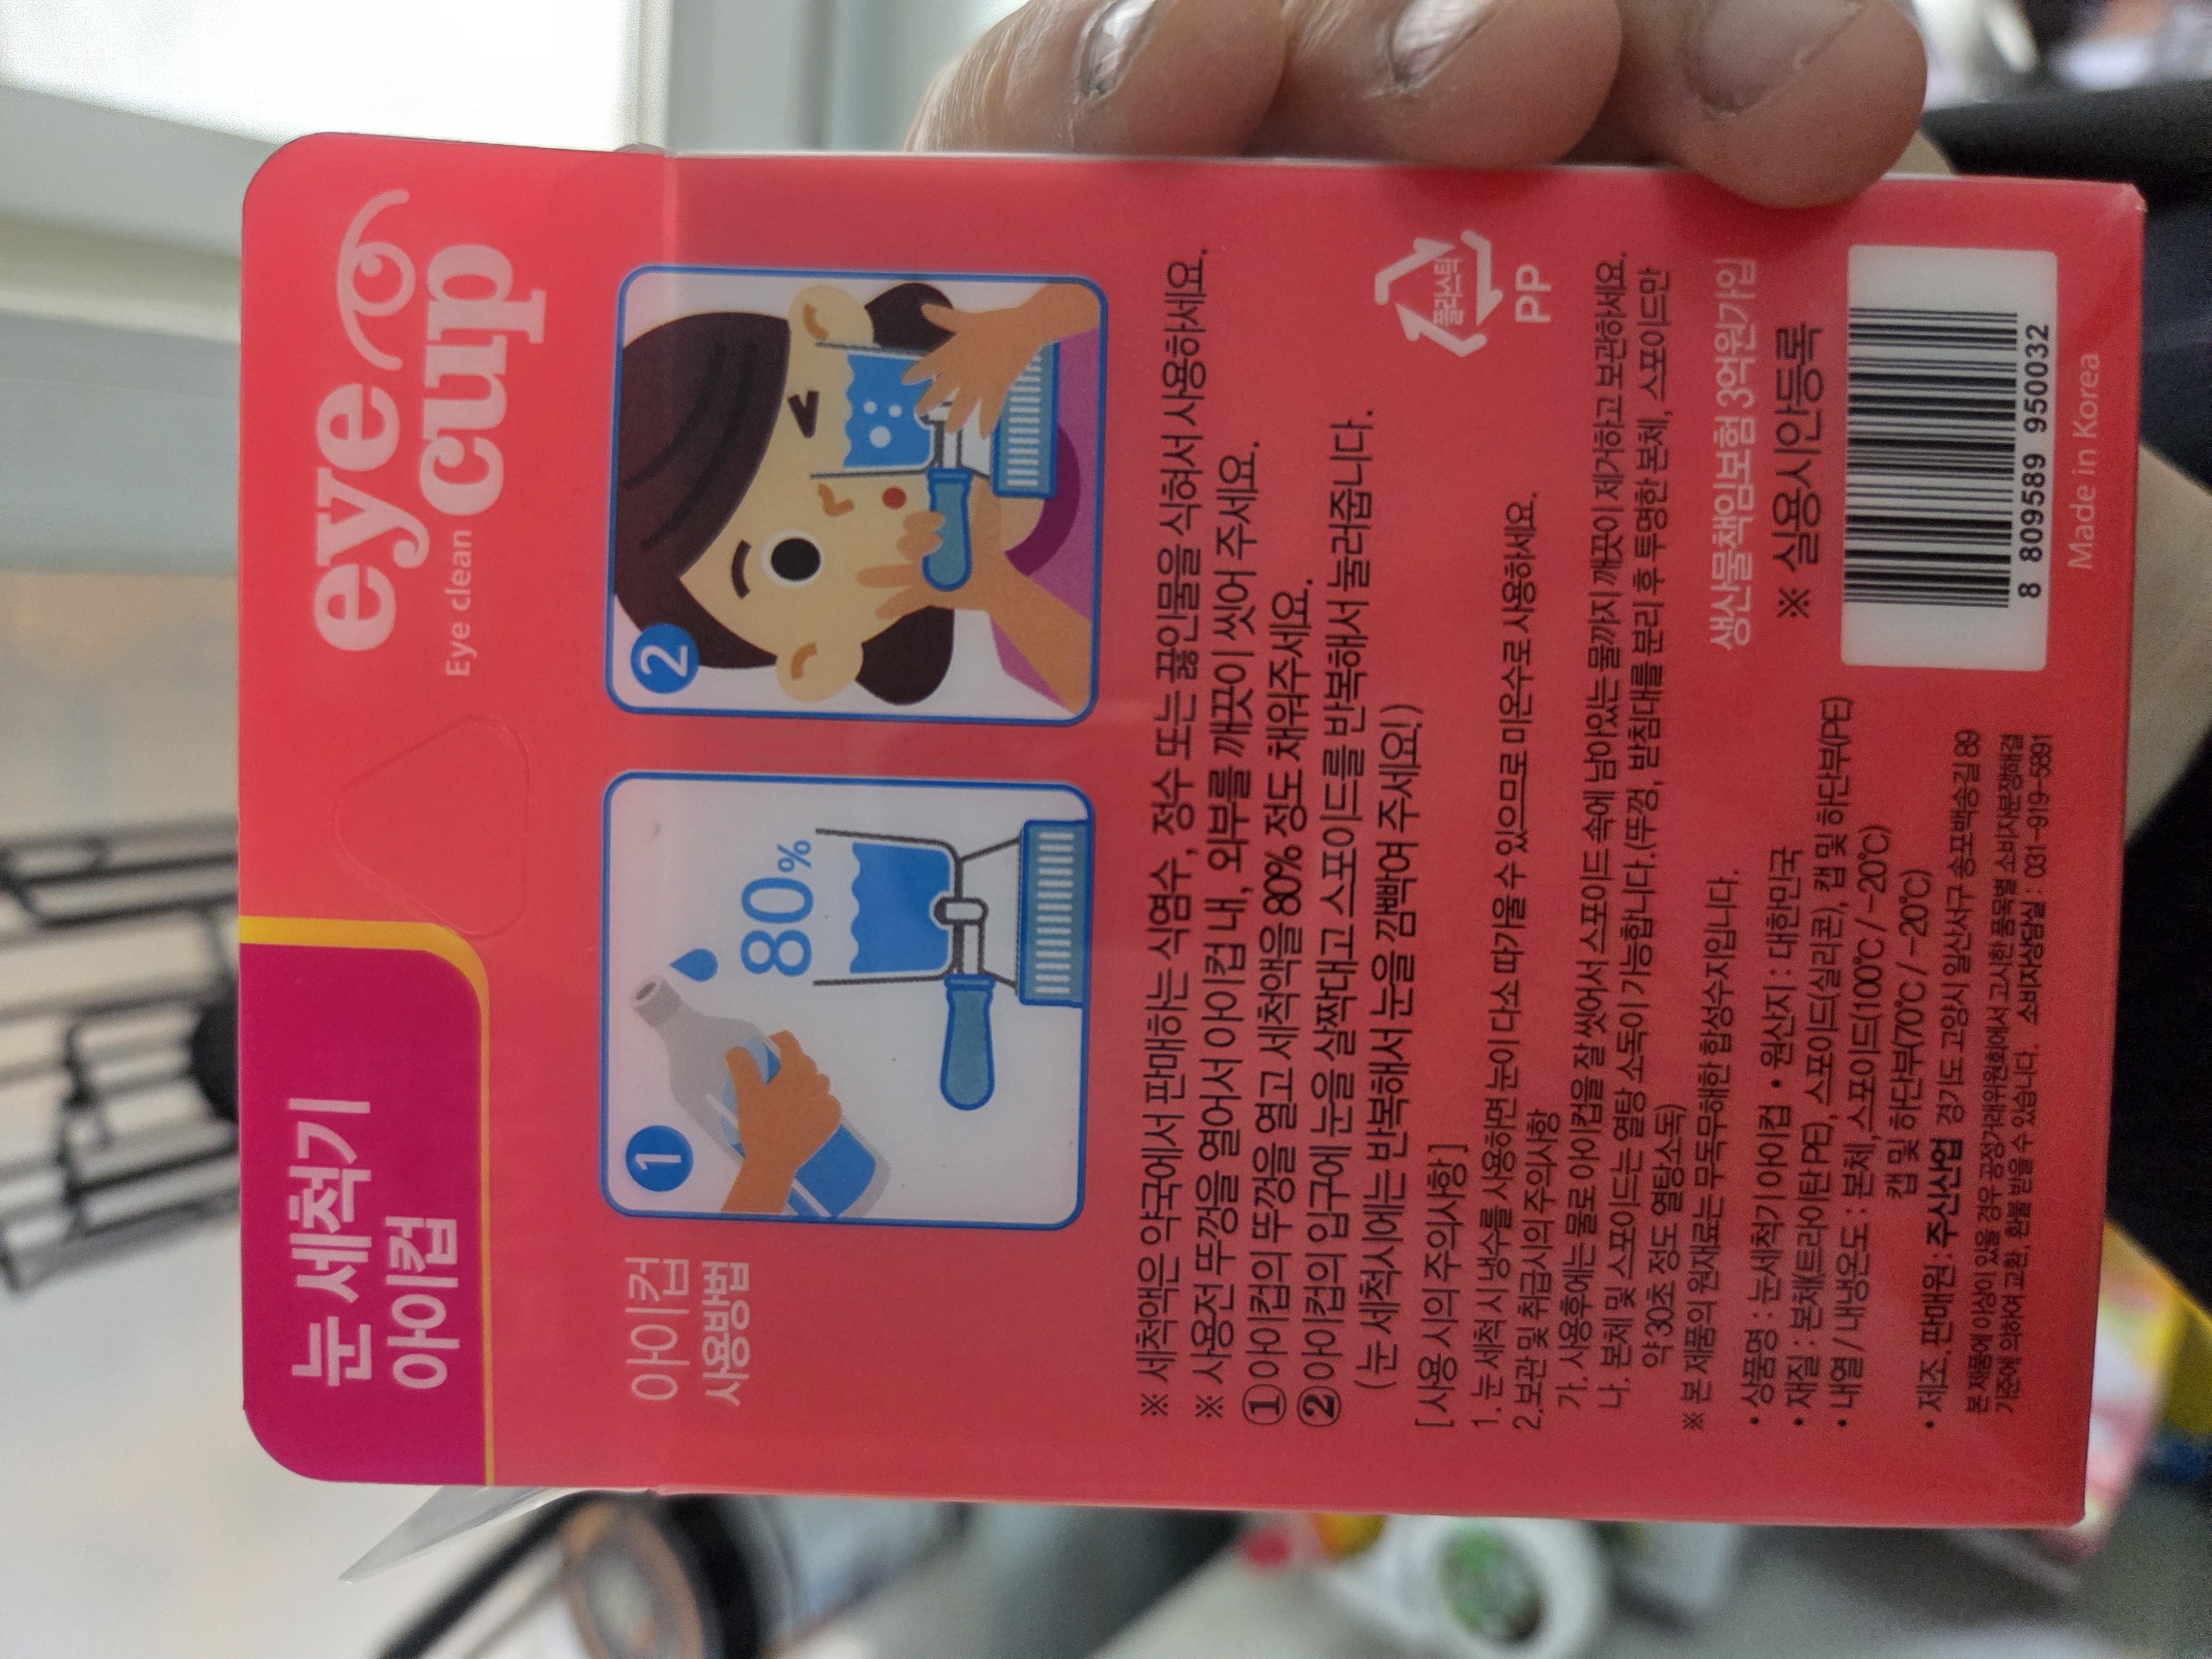 눈 세척기
아이컵
eye
Eye clean cup
아이컵
사용방법
1
80%
2
※ 세척액은 약국에서 판매하는 식염수, 정수 또는 끓인물을 식혀서 사용하세요.
※ 사용전 뚜껑을 열어서 아이컵 내, 외부를 깨끗이 씻어 주세요.
① 아이컵의 뚜껑을 열고 세척액을 80% 정도 채워주세요.
② 아이컵의 입구에 눈을 살짝대고 스포이드를 반복해서 눌러줍니다.
(눈 세척시에는 반복해서 눈을 깜빡여 주세요!)
[사용 시의 주의사항]
1. 눈 세척 시 냉수를 사용하면 눈이 다소 따가울 수 있으므로 미온수로 사용하세요.
2.보관 및 취급시의 주의사항
가. 사용후에는 물로 아이컵을 잘 씻어서 스포이드 속에 남아있는 물까지 깨끗이 제거하고 보관하세요.
나. 본체 및 스포이드는 열탕 소독이 가능합니다.(뚜껑, 받침대를 분리 후 투명한 본체, 스포이드만
약 30초 정도 열탕소독)
※ 본 제품의 원재료는 무독무해한 합성수지입니다.
플라스틱
PP
• 상품명 : 눈세척기 아이컵 • 원산지 : 대한민국
• 재질 : 본체(트라이탄 PE), 스포이드(실리콘), 캡 및 하단부(PE)
• 내열 / 내냉온도 : 본체,스포이드(100℃ / -20℃)
캡 및 하단부(70℃ / -20℃)
• 제조.판매원 : 주신산업 경기도 고양시 일산서구 송포백송길 89
본 제품에 이상이 있을 경우 공정거래위원회에서 고시한 품목별 소비자분쟁해결
기준에 의하여 교환, 환불 받을 수 있습니다. 소비자상담실 : 031-919-5891
생산물책임보험 3억원가입
※ 실용시안등록
8 809589 950032
Made in Korea